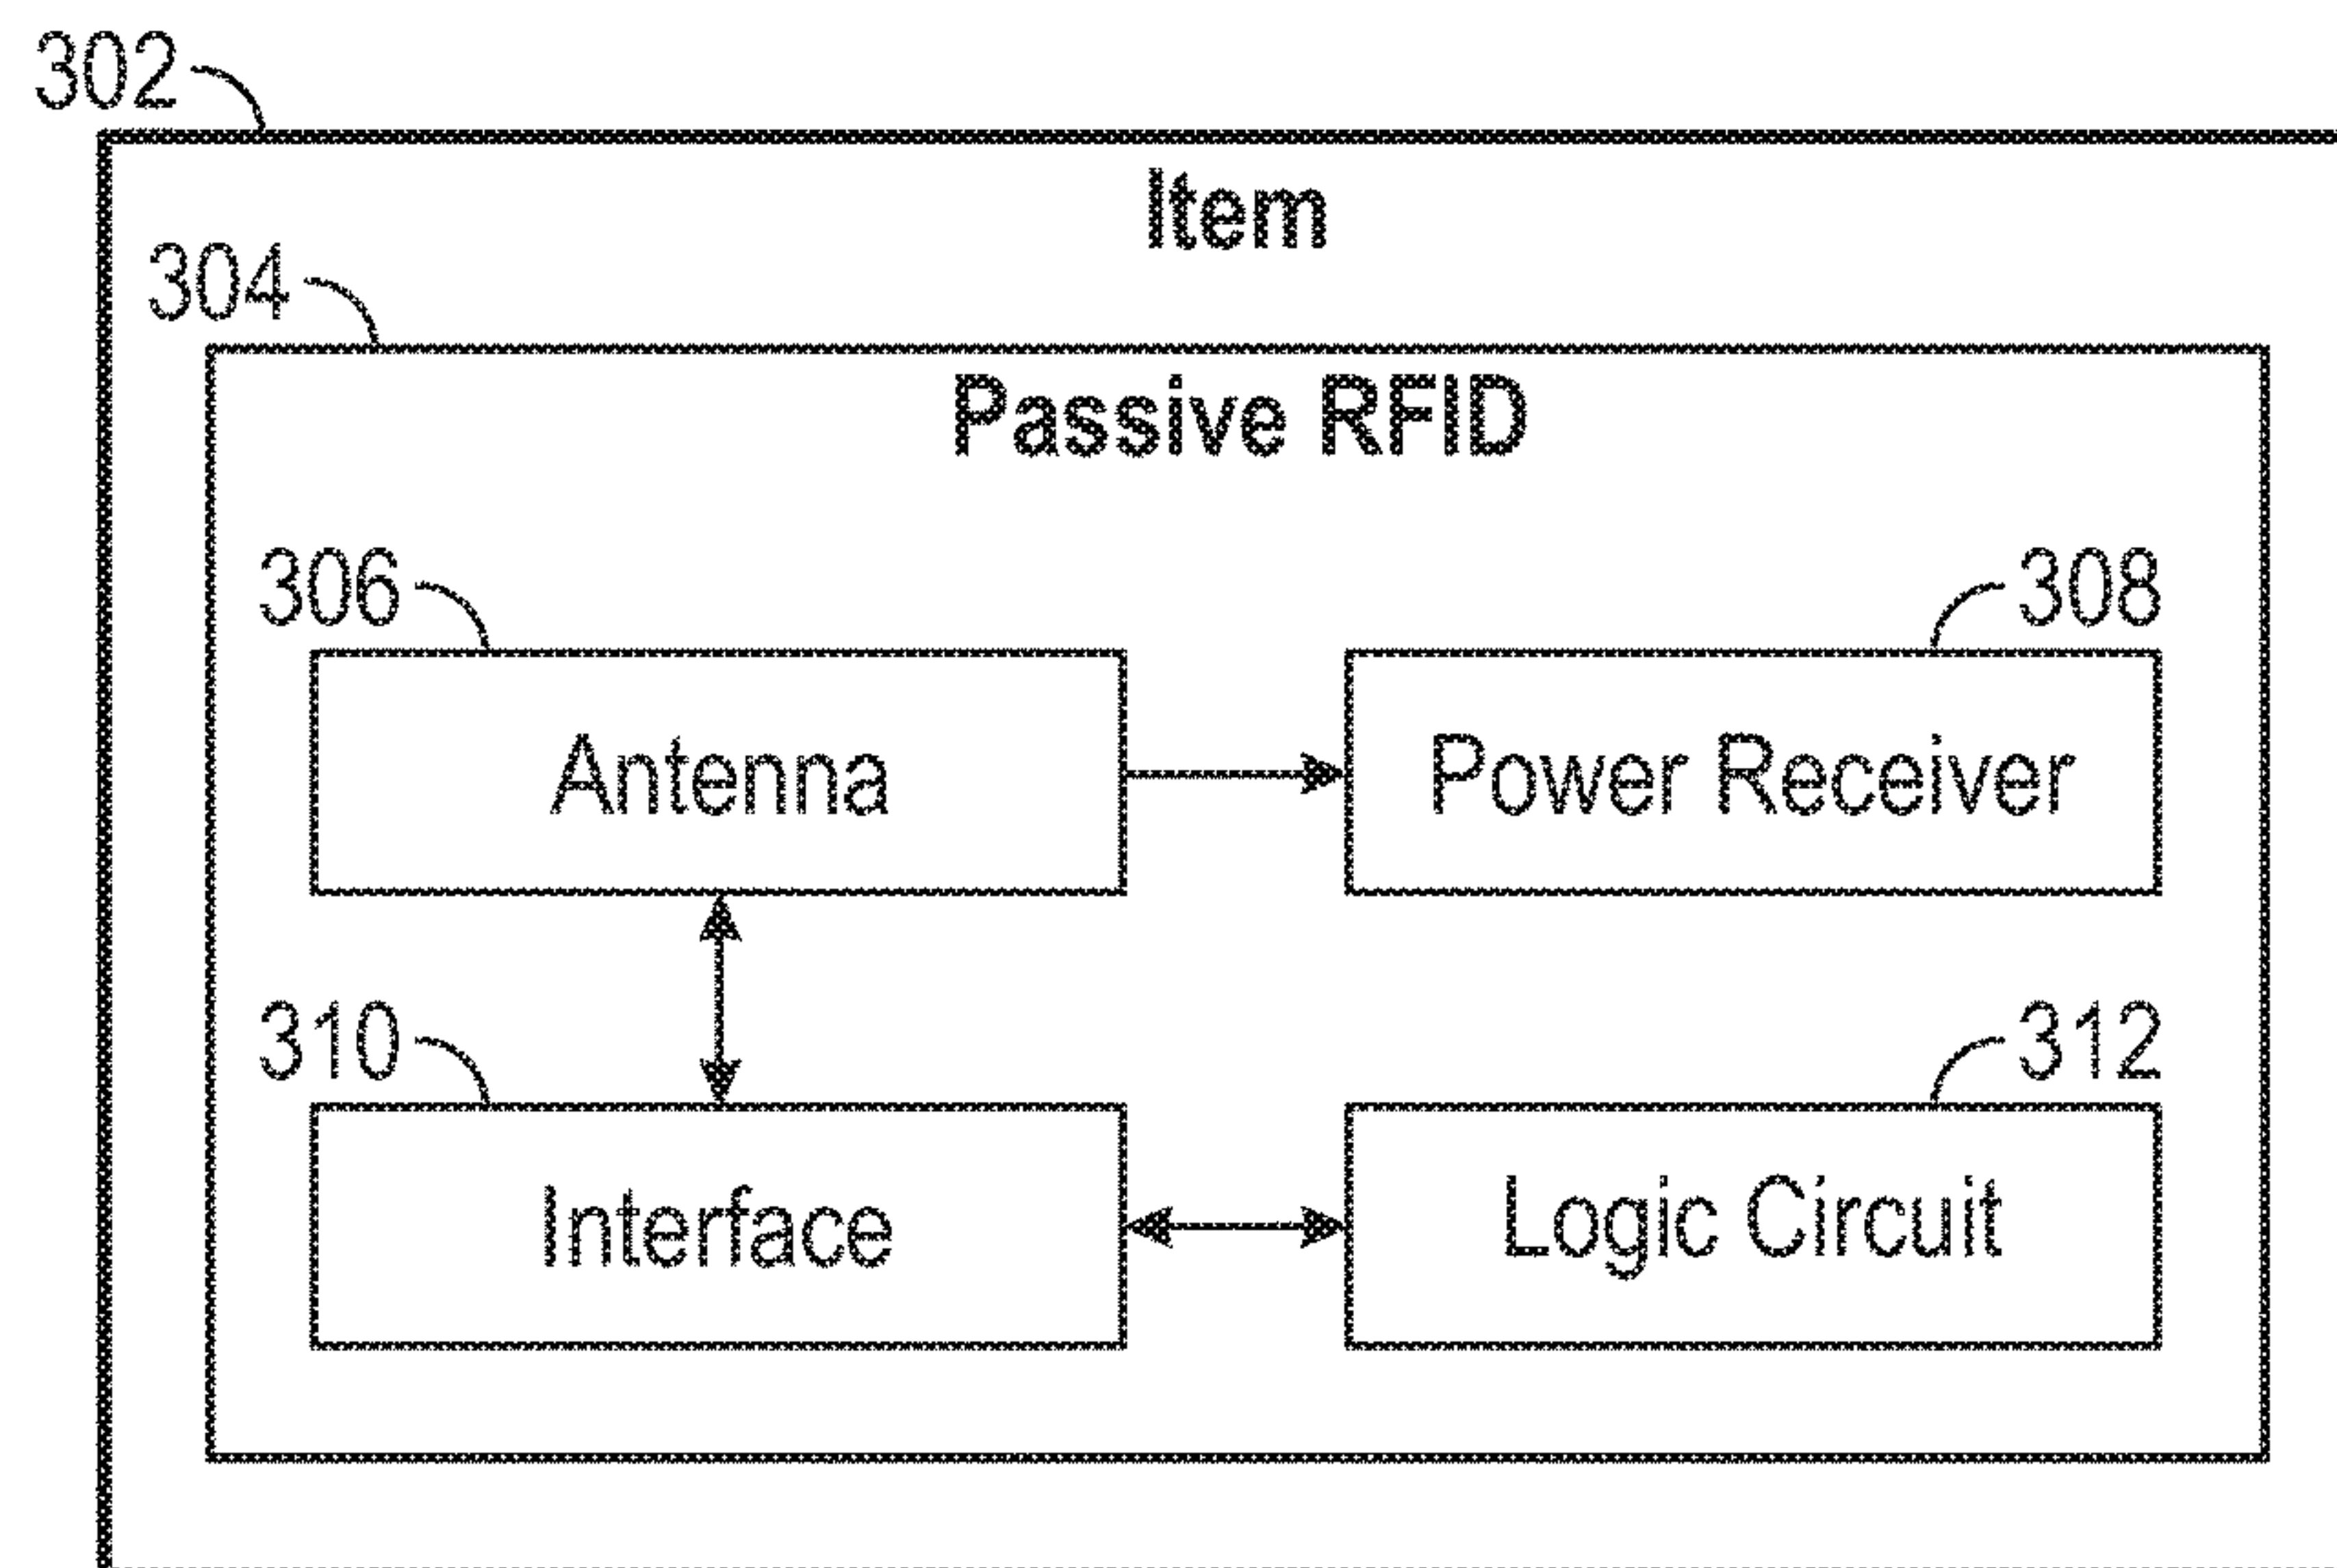 302
Item
304
Passive RFID
306
308
Antenna
Power Receiver
310
312
Interface
Logic Circuit